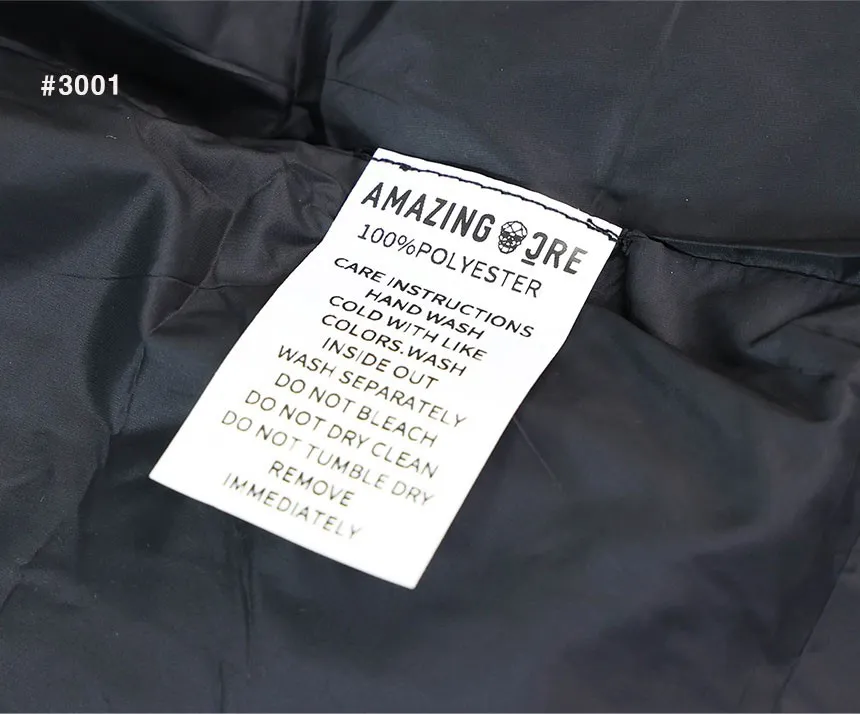 #3001
AMAZING CRE
100%POLYESTER
CARE INSTRUCTIONS
HAND WASH
COLD WITH LIKE
COLORS.WASH
INSIDE OUT
WASH SEPARATELY
DO NOT BLEACH
DO NOT DRY CLEAN
DO NOT TUMBLE DRY
REMOVE
IMMEDIATELY